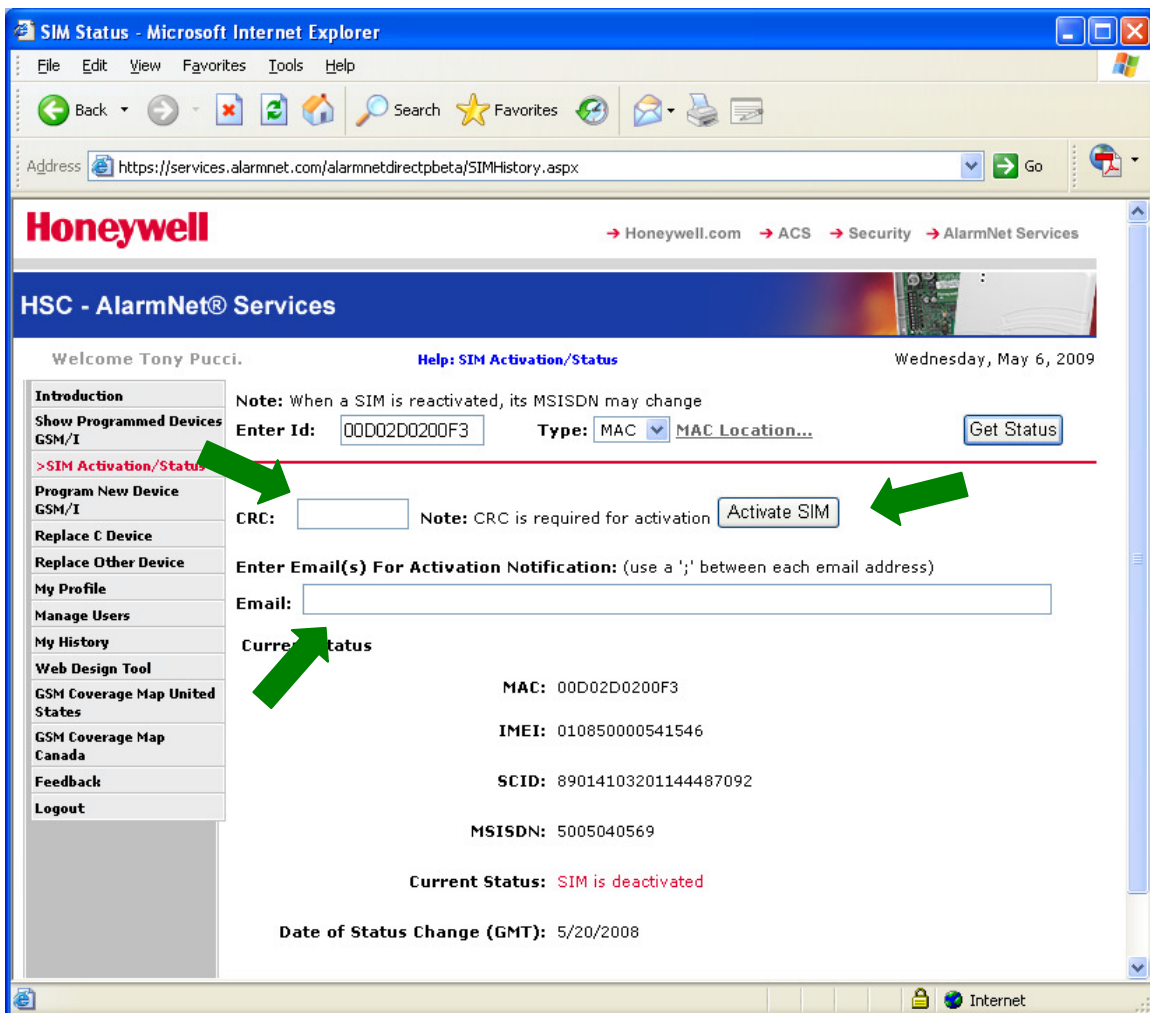 SIM Status - Microsoft Internet Explorer
File Edit View Favorites Tools Help
Back Search Favorites
Address https://services.alarmnet.com/alarmnetdirectpbeta/SIMHistory.aspx Go
Honeywell
Honeywell.com ACS Security AlarmNet Services
HSC - AlarmNet® Services
Welcome Tony Pucci. Help: SIM Activation/Status Wednesday, May 6, 2009
Introduction
Show Programmed Devices
GSM/I
>SIM Activation/Status
Program New Device
GSM/I
Replace C Device
Replace Other Device
My Profile
Manage Users
My History
Web Design Tool
GSM Coverage Map United
States
GSM Coverage Map
Canada
Feedback
Logout
Note: When a SIM is reactivated, its MSISDN may change
Enter Id: 00D02D0200F3 Type: MAC MAC Location... Get Status
CRC: Note: CRC is required for activation Activate SIM
Enter Email(s) For Activation Notification: (use a ';' between each email address)
Email:
Current Status
MAC: 00D02D0200F3
IMEI: 010850000541546
SCID: 89014103201144487092
MSISDN: 5005040569
Current Status: SIM is deactivated
Date of Status Change (GMT): 5/20/2008
Internet